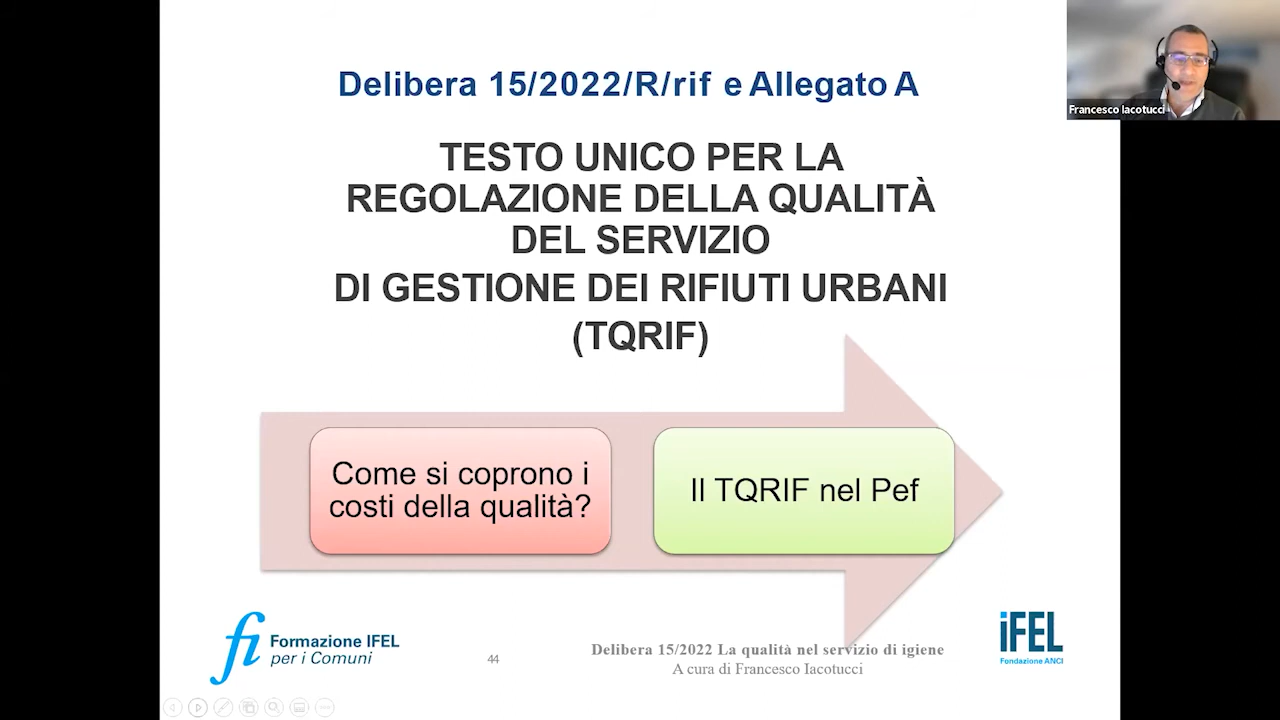 Delibera 15/2022/R/rif e Allegato A
Francesco Iacotucci
TESTO UNICO PER LA
REGOLAZIONE DELLA QUALITÀ
DEL SERVIZIO
DI GESTIONE DEI RIFIUTI URBANI
(TQRIF)
Come si coprono i
costi della qualità?
Il TQRIF nel Pef
fi Formazione IFEL
per i Comuni
44
Delibera 15/2022 La qualità nel servizio di igiene
A cura di Francesco Iacotucci
iFEL
Fondazione ANCI